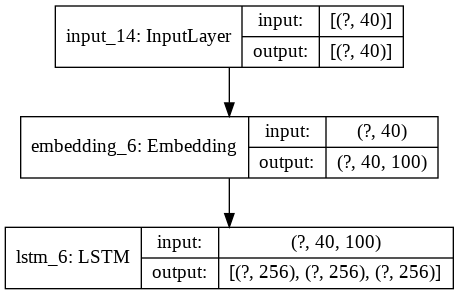 input_14: InputLayer
input:
[(?, 40)]
output:
[(?, 40)]
embedding_6: Embedding
input:
(?, 40)
output:
(?, 40, 100)
lstm_6: LSTM
input:
(?, 40, 100)
output:
[(?, 256), (?, 256), (?, 256)]